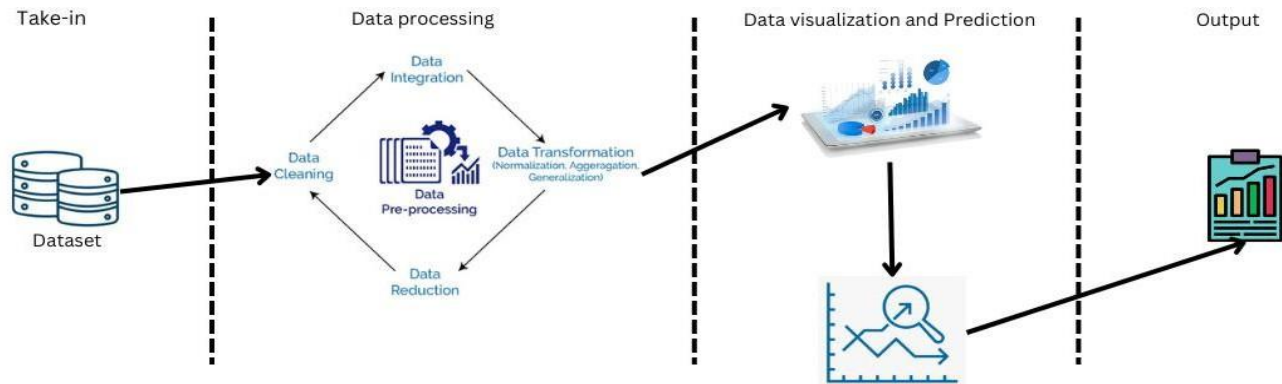 Take-in
Data processing
Data visualization and Prediction
Output
Data
Integration
Data
Cleaning
Data Transformation
(Normalization, Aggeragation,
Generalization)
Data
Pre-processing
Data
Reduction
Dataset